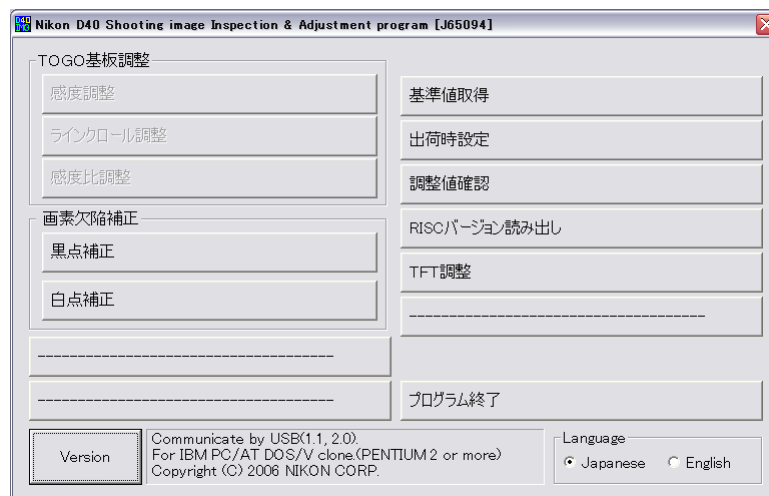 D40
IMG
Nikon D40 Shooting image Inspection & Adjustment program [J65094]
TOGO基板調整
感度調整
ラインクロール調整
感度比調整
画素欠陥補正
黒点補正
白点補正
-------------------------------------
-------------------------------------
基準値取得
出荷時設定
調整値確認
RISCバージョン読み出し
TFT調整
-------------------------------------
プログラム終了
Version
Communicate by USB(1.1, 2.0).
For IBM PC/AT DOS/V clone.(PENTIUM 2 or more)
Copyright (C) 2006 NIKON CORP.
Language
Japanese
English